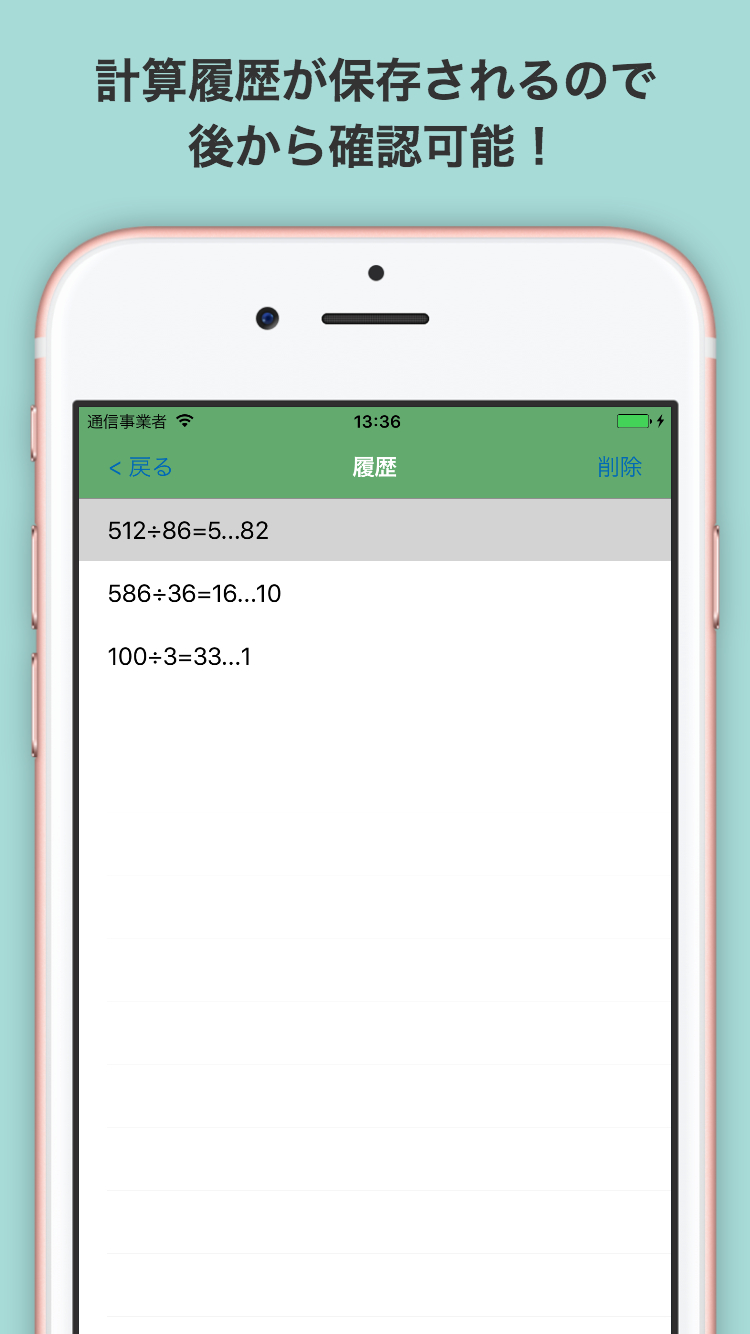 計算履歴が保存されるので
後から確認可能！
通信事業者 13:36
< 戻る 履歴 削除
512÷86=5...82
586÷36=16...10
100÷3=33...1